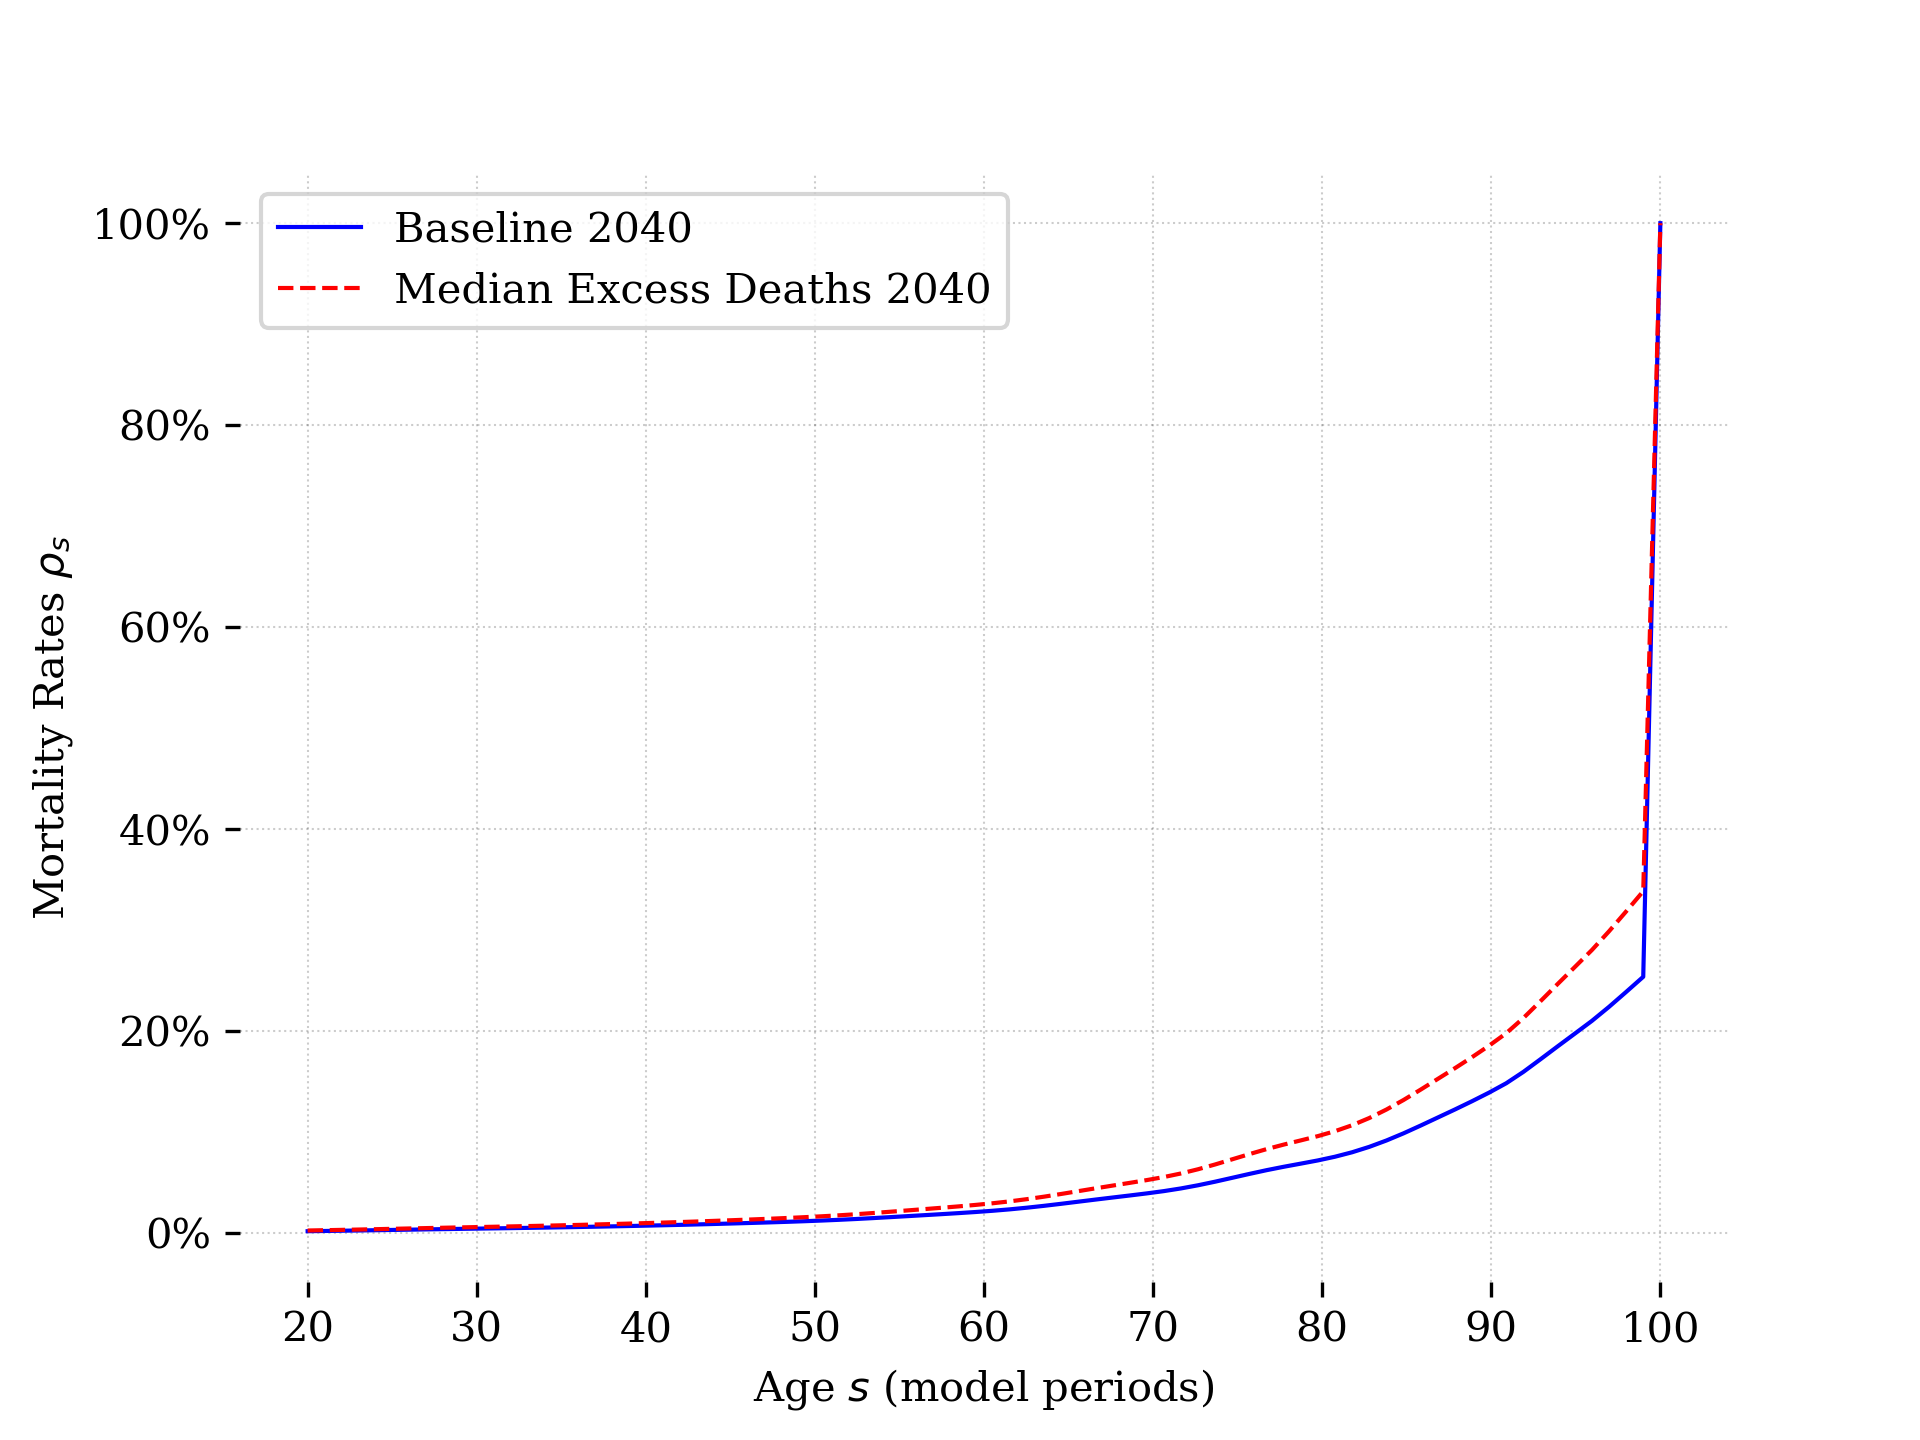 Baseline 2040
Median Excess Deaths 2040
100%
80%
60%
40%
20%
0%
Mortality Rates ρₛ
20 30 40 50 60 70 80 90 100
Age s (model periods)